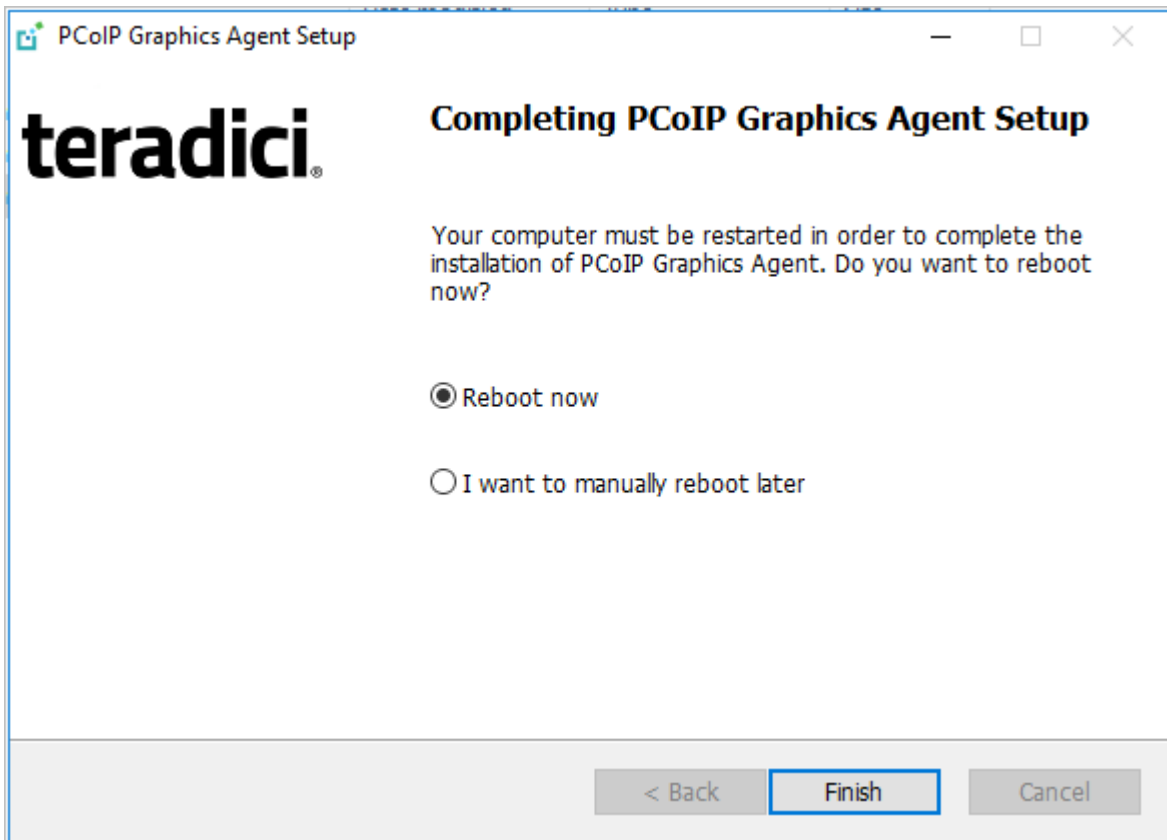 PCoIP Graphics Agent Setup
teradici®
Completing PCoIP Graphics Agent Setup
Your computer must be restarted in order to complete the
installation of PCoIP Graphics Agent. Do you want to reboot
now?
Reboot now
I want to manually reboot later
< Back
Finish
Cancel